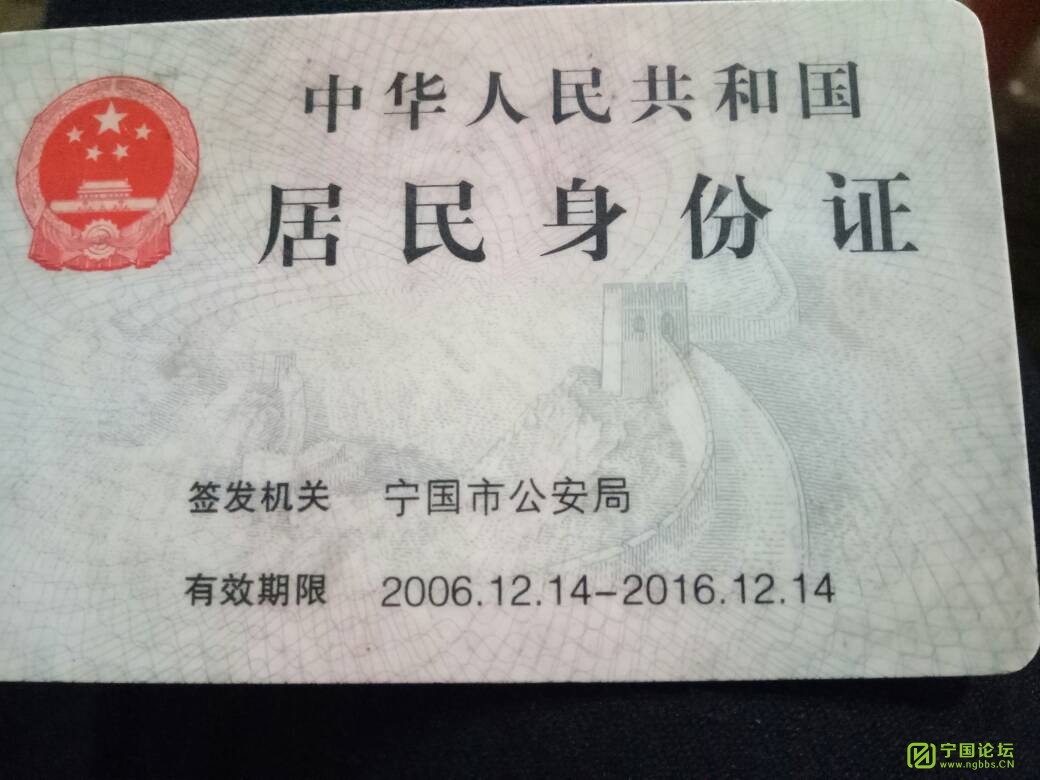 中华人民共和国
居民身份证
签发机关 宁国市公安局
有效期限 2006.12.14-2016.12.14
宁国论坛
www.ngbbs.CN